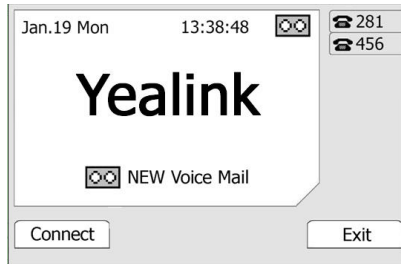 Jan.19 Mon 13:38:48
281
456
Yealink
NEW Voice Mail
Connect Exit